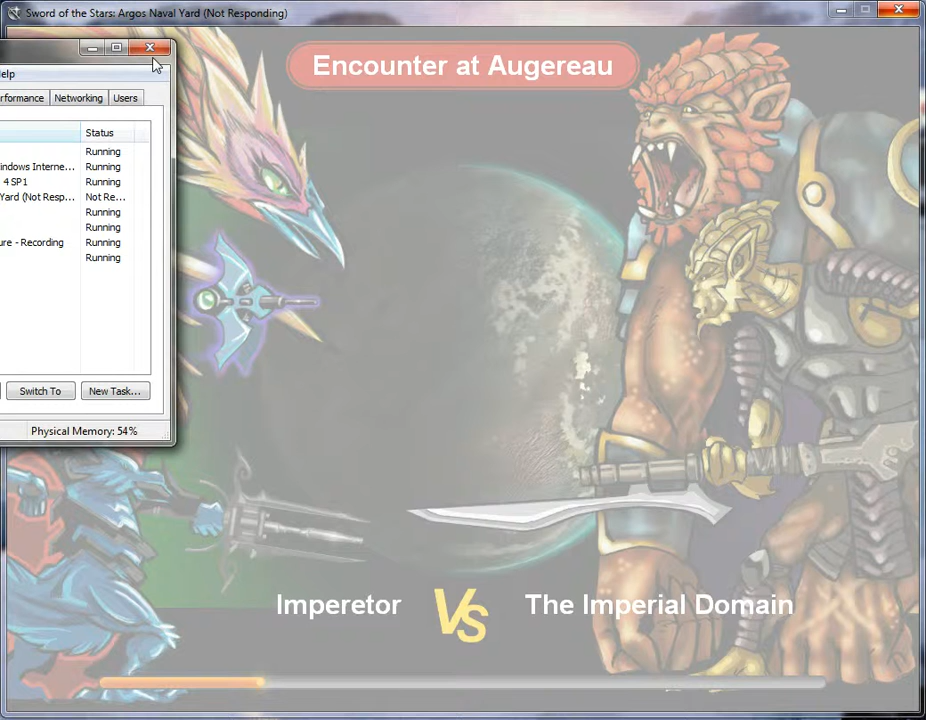 Sword of the Stars: Argos Naval Yard (Not Responding)
Encounter at Augereau
elp
rformance Networking Users
Status
Running
indows Interne... Running
4 SP1 Running
Yard (Not Resp... Not Re...
Running
Running
ure - Recording Running
Running
Switch To New Task...
Physical Memory: 54%
Imperetor VS The Imperial Domain